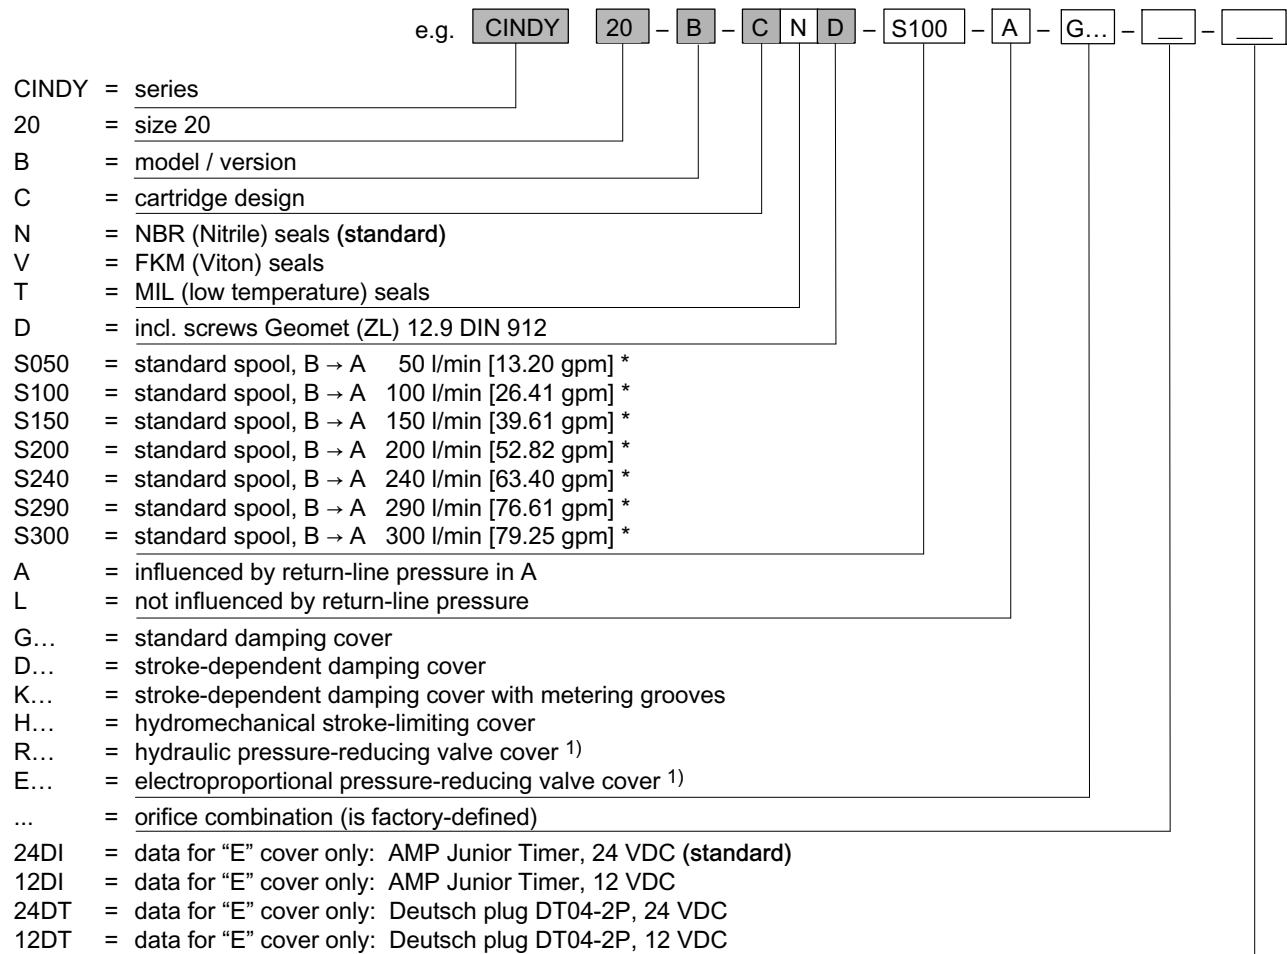 e.g. CINDY 20 – B – C N D – S100 – A – G… – __ – ___
CINDY = series
20 = size 20
B = model / version
C = cartridge design
N = NBR (Nitrile) seals (standard)
V = FKM (Viton) seals
T = MIL (low temperature) seals
D = incl. screws Geomet (ZL) 12.9 DIN 912
S050 = standard spool, B → A 50 l/min [13.20 gpm] *
S100 = standard spool, B → A 100 l/min [26.41 gpm] *
S150 = standard spool, B → A 150 l/min [39.61 gpm] *
S200 = standard spool, B → A 200 l/min [52.82 gpm] *
S240 = standard spool, B → A 240 l/min [63.40 gpm] *
S290 = standard spool, B → A 290 l/min [76.61 gpm] *
S300 = standard spool, B → A 300 l/min [79.25 gpm] *
A = influenced by return-line pressure in A
L = not influenced by return-line pressure
G… = standard damping cover
D… = stroke-dependent damping cover
K… = stroke-dependent damping cover with metering grooves
H… = hydromechanical stroke-limiting cover
R… = hydraulic pressure-reducing valve cover 1)
E… = electroproportional pressure-reducing valve cover 1)
... = orifice combination (is factory-defined)
24DI = data for “E” cover only: AMP Junior Timer, 24 VDC (standard)
12DI = data for “E” cover only: AMP Junior Timer, 12 VDC
24DT = data for “E” cover only: Deutsch plug DT04-2P, 24 VDC
12DT = data for “E” cover only: Deutsch plug DT04-2P, 12 VDC